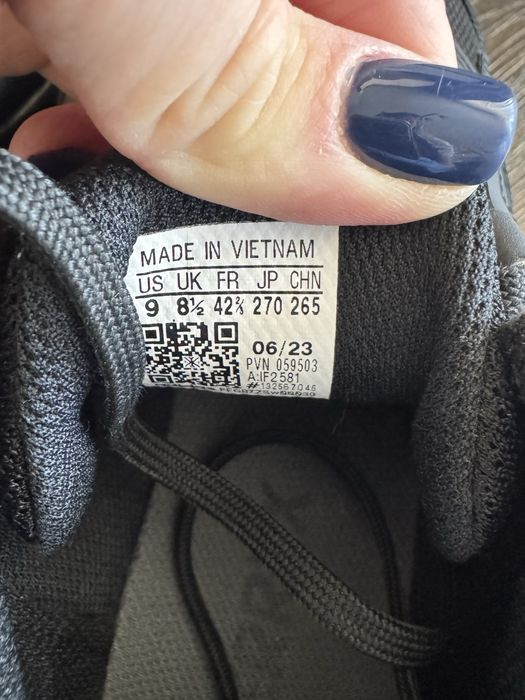 MADE IN VIETNAM
US UK FR JP CHN
9 8½ 42⅔ 270 265
06/23
PVN 059503
A:IF2581
#132567045